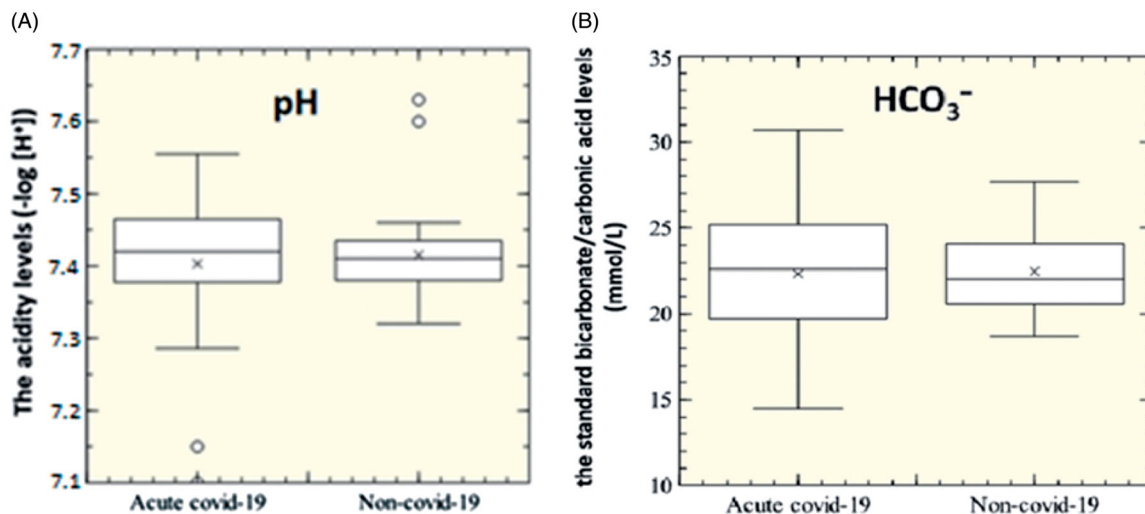 (A)
The acidity levels (-log [H⁺])
7.7
7.6
7.5
7.4
7.3
7.2
7.1
pH
Acute covid-19 Non-covid-19
(B)
the standard bicarbonate/carbonic acid levels
(mmol/L)
35
30
25
20
15
10
HCO₃⁻
Acute covid-19 Non-covid-19